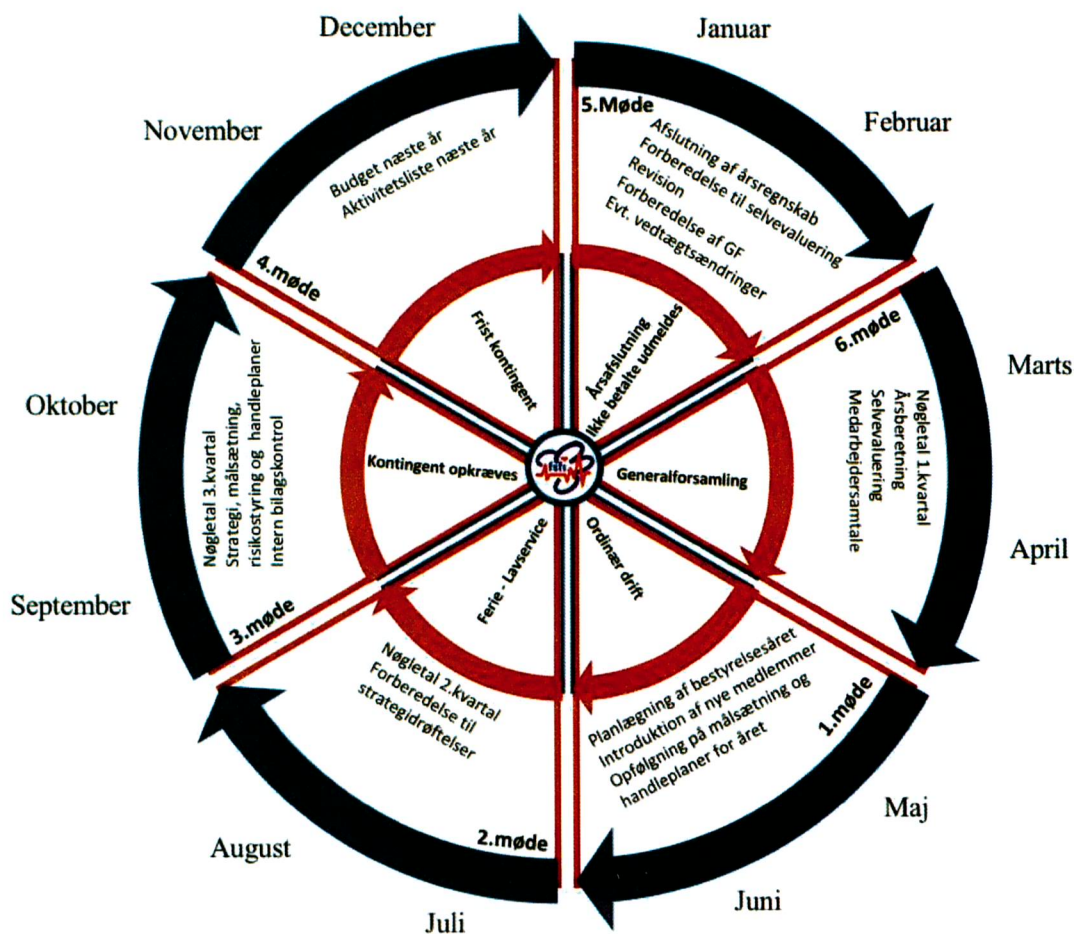 December
Januar
November
Februar
5.Møde
Afslutning af årsregnskab
Forberedelse til selvevaluering
Revision
Forberedelse af GF
Evt. vedtægtsændringer
Budget næste år
Aktivitetsliste næste år
4.møde
Frist kontingent
Årsafslutning
Ikke betalte udmeldes
6.møde
Marts
Oktober
Nøgletal 1.kvartal
Årsberetning
Selvevaluering
Medarbejdersamtale
Nøgletal 3.kvartal
Strategi, målsætning,
risikostyring og handleplaner
Intern bilagskontrol
Kontingent opkræves
Generalforsamling
April
September
3.møde
Ferie - Lavservice
Ordinær drift
Nøgletal 2.kvartal
Forberedelse til
strategidrøftelser
Planlægning af bestyrelsesåret
Introduktion af nye medlemmer
Opfølgning på målsætning og
handleplaner for året
1.møde
2.møde
Maj
August
Juni
Juli